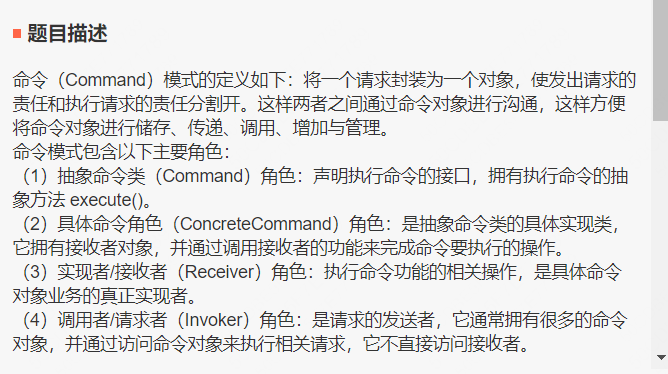 题目描述
命令（Command）模式的定义如下：将一个请求封装为一个对象，使发出请求的
责任和执行请求的责任分割开。这样两者之间通过命令对象进行沟通，这样方便
将命令对象进行储存、传递、调用、增加与管理。
命令模式包含以下主要角色：
（1）抽象命令类（Command）角色：声明执行命令的接口，拥有执行命令的抽
象方法 execute()。
（2）具体命令角色（ConcreteCommand）角色：是抽象命令类的具体实现类，
它拥有接收者对象，并通过调用接收者的功能来完成命令要执行的操作。
（3）实现者/接收者（Receiver）角色：执行命令功能的相关操作，是具体命令
对象业务的真正实现者。
（4）调用者/请求者（Invoker）角色：是请求的发送者，它通常拥有很多的命令
对象，并通过访问命令对象来执行相关请求，它不直接访问接收者。